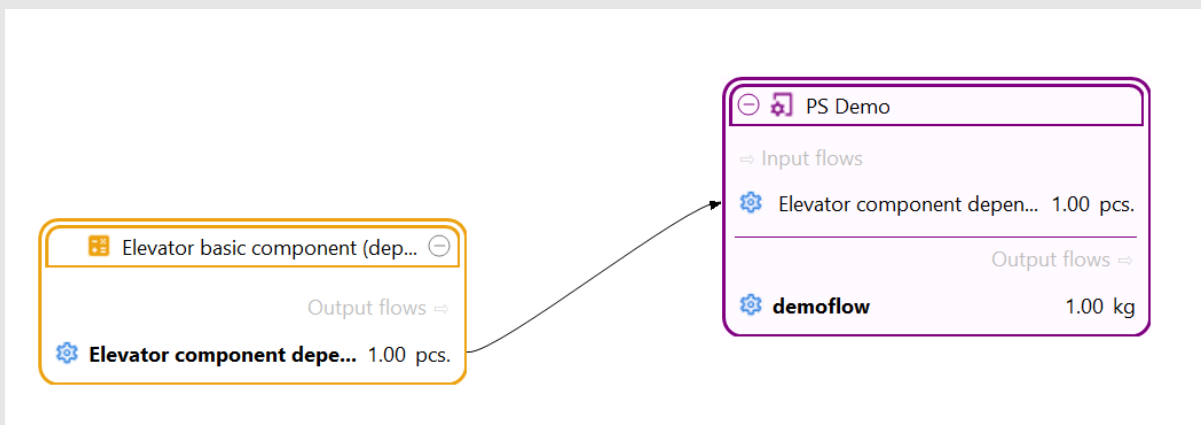 PS Demo
⇨ Input flows
Elevator component depen... 1.00 pcs.
Output flows ⇨
demoflow 1.00 kg
Elevator basic component (dep...
Output flows ⇨
Elevator component depe... 1.00 pcs.